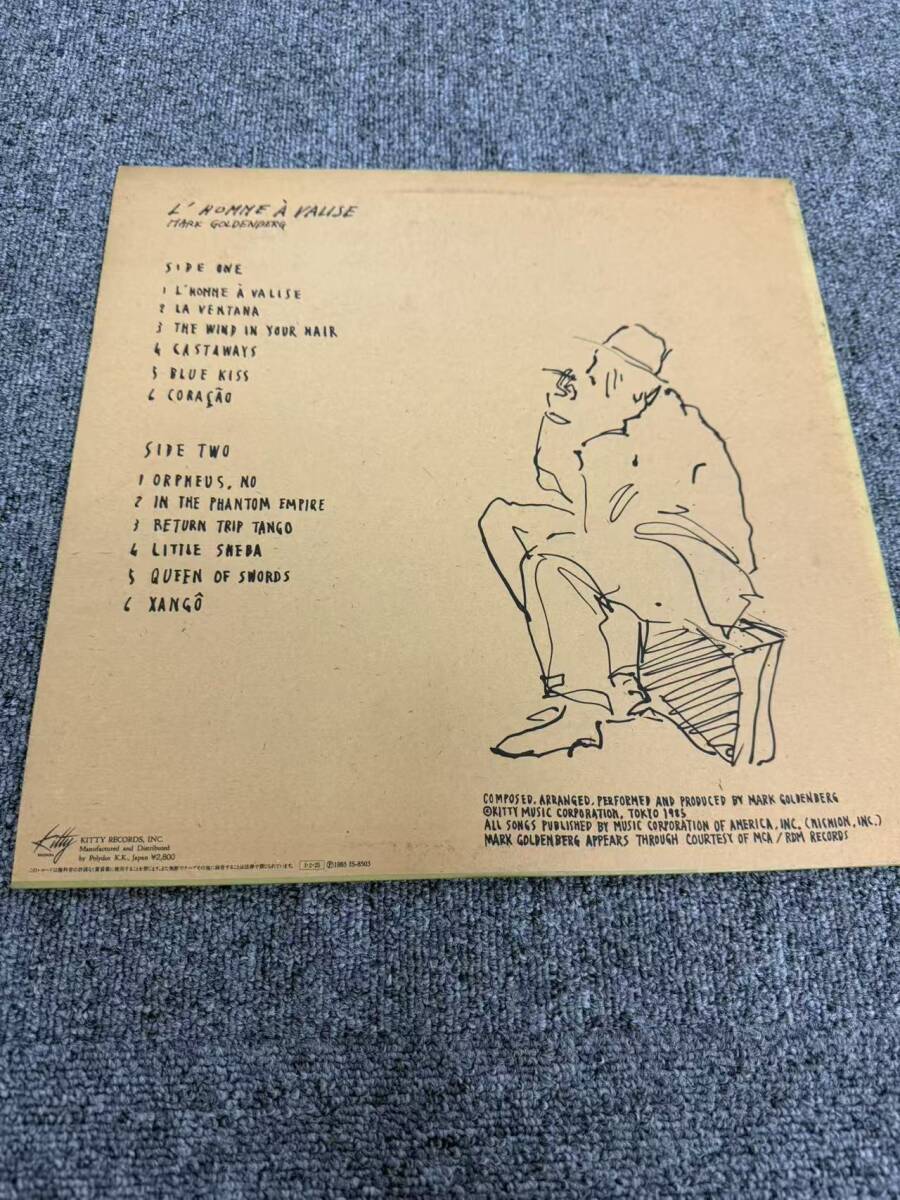 L'HOMME À VALISE
MARK GOLDENBERG
SIDE ONE
1 L'HOMME À VALISE
2 LA VENTANA
3 THE WIND IN YOUR HAIR
4 CASTAWAYS
5 BLUE KISS
6 CORAÇÃO
SIDE TWO
1 ORPHEUS, NO
2 IN THE PHANTOM EMPIRE
3 RETURN TRIP TANGO
4 LITTLE SHEBA
5 QUEEN OF SWORDS
6 XANGÔ
COMPOSED, ARRANGED, PERFORMED AND PRODUCED BY MARK GOLDENBERG
©KITTY MUSIC CORPORATION, TOKYO 1985
ALL SONGS PUBLISHED BY MUSIC CORPORATION OF AMERICA, INC. (NICHION, INC.)
MARK GOLDENBERG APPEARS THROUGH COURTESY OF MCA / RDM RECORDS
Kitty
RECORDS
KITTY RECORDS, INC.
Manufactured and Distributed
by Polydor K.K., Japan ¥2,800
℗1985 15-8503